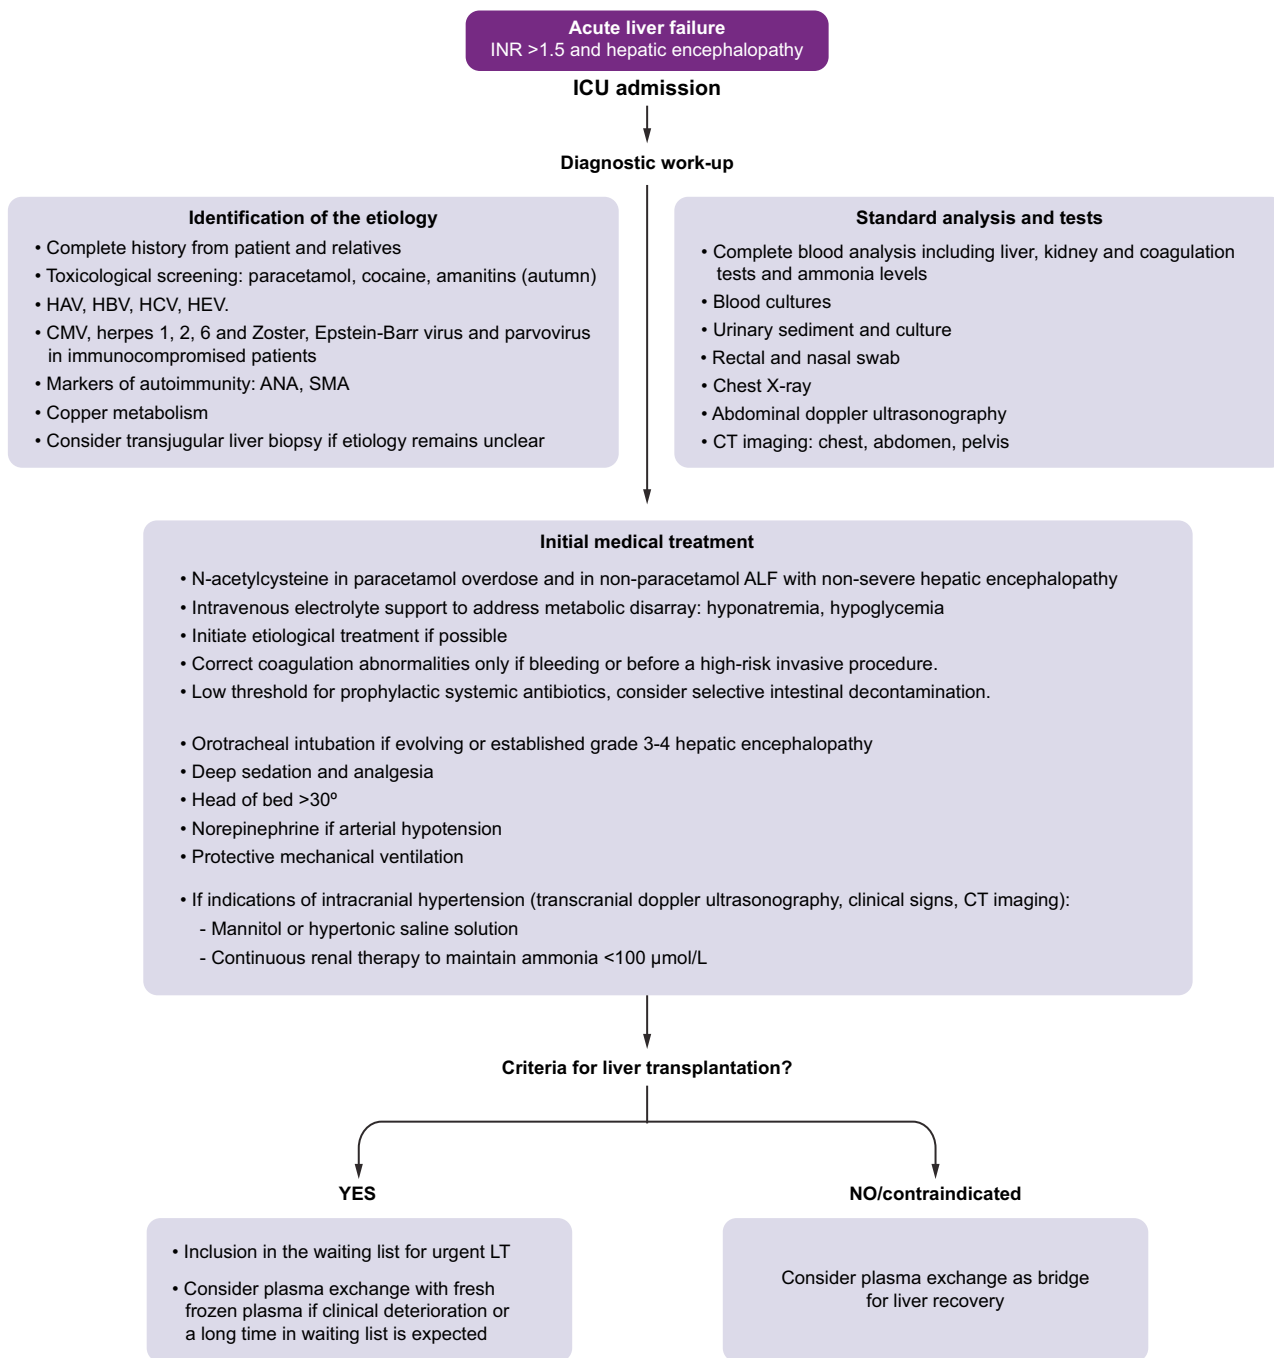 Acute liver failure
INR >1.5 and hepatic encephalopathy
ICU admission
Diagnostic work-up
Identification of the etiology
• Complete history from patient and relatives
• Toxicological screening: paracetamol, cocaine, amanitins (autumn)
• HAV, HBV, HCV, HEV.
• CMV, herpes 1, 2, 6 and Zoster, Epstein-Barr virus and parvovirus
in immunocompromised patients
• Markers of autoimmunity: ANA, SMA
• Copper metabolism
• Consider transjugular liver biopsy if etiology remains unclear
Standard analysis and tests
• Complete blood analysis including liver, kidney and coagulation
tests and ammonia levels
• Blood cultures
• Urinary sediment and culture
• Rectal and nasal swab
• Chest X-ray
• Abdominal doppler ultrasonography
• CT imaging: chest, abdomen, pelvis
Initial medical treatment
• N-acetylcysteine in paracetamol overdose and in non-paracetamol ALF with non-severe hepatic encephalopathy
• Intravenous electrolyte support to address metabolic disarray: hyponatremia, hypoglycemia
• Initiate etiological treatment if possible
• Correct coagulation abnormalities only if bleeding or before a high-risk invasive procedure.
• Low threshold for prophylactic systemic antibiotics, consider selective intestinal decontamination.
• Orotracheal intubation if evolving or established grade 3-4 hepatic encephalopathy
• Deep sedation and analgesia
• Head of bed >30º
• Norepinephrine if arterial hypotension
• Protective mechanical ventilation
• If indications of intracranial hypertension (transcranial doppler ultrasonography, clinical signs, CT imaging):
- Mannitol or hypertonic saline solution
- Continuous renal therapy to maintain ammonia <100 µmol/L
Criteria for liver transplantation?
YES
• Inclusion in the waiting list for urgent LT
• Consider plasma exchange with fresh
frozen plasma if clinical deterioration or
a long time in waiting list is expected
NO/contraindicated
Consider plasma exchange as bridge
for liver recovery